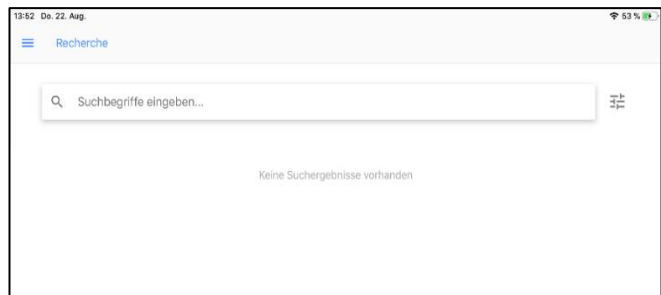 13:52 Do. 22. Aug. 53 %
Recherche
Suchbegriffe eingeben...
Keine Suchergebnisse vorhanden